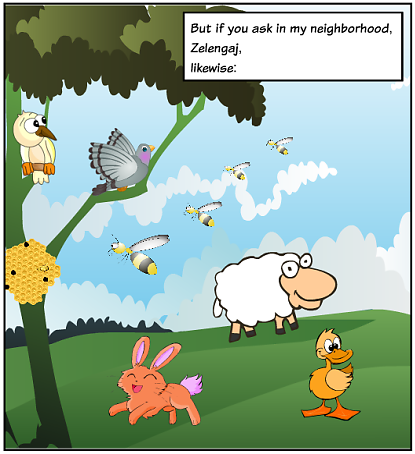 But if you ask in my neighborhood,
Zelengaj,
likewise: